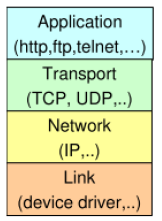 Application
(http,ftp,telnet,...)
Transport
(TCP, UDP,..)
Network
(IP,..)
Link
(device driver,..)